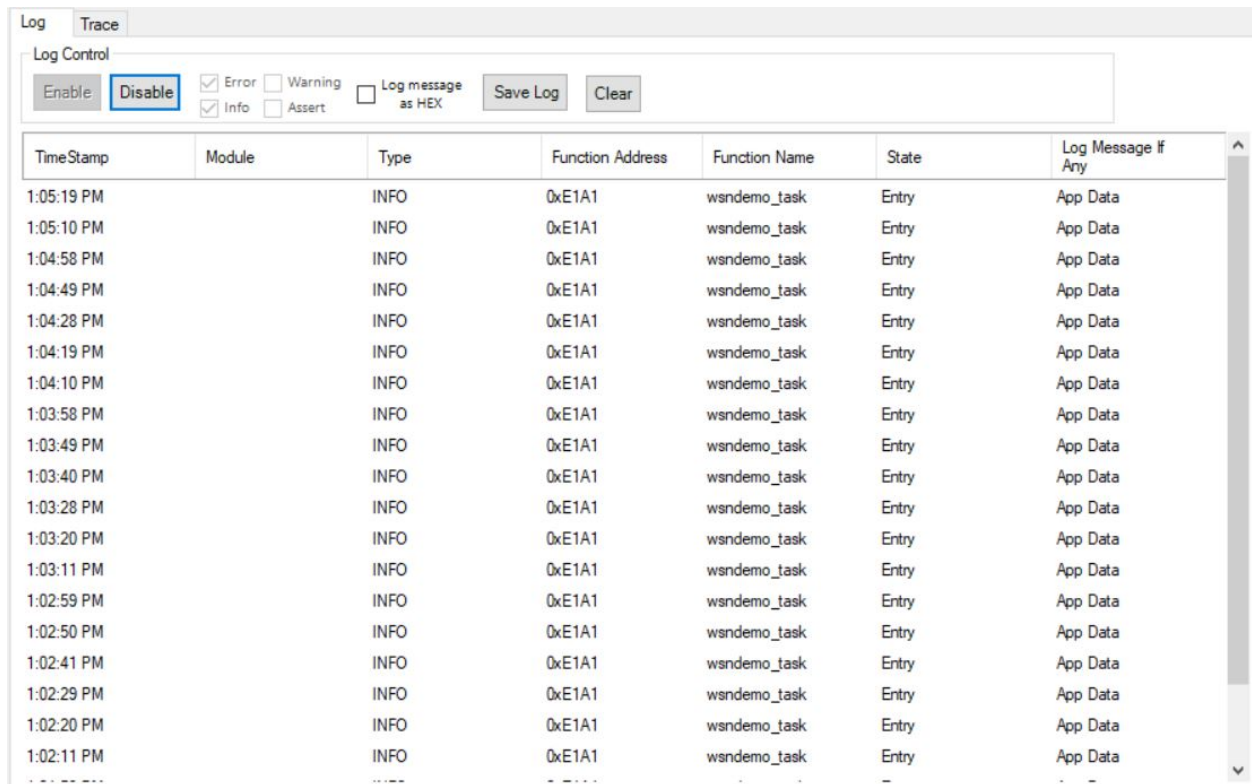 Log Trace
Log Control
Enable Disable Error Warning Log message Save Log Clear
Info Assert as HEX
TimeStamp Module Type Function Address Function Name State Log Message If
Any
1:05:19 PM INFO 0xE1A1 wsndemo_task Entry App Data
1:05:10 PM INFO 0xE1A1 wsndemo_task Entry App Data
1:04:58 PM INFO 0xE1A1 wsndemo_task Entry App Data
1:04:49 PM INFO 0xE1A1 wsndemo_task Entry App Data
1:04:28 PM INFO 0xE1A1 wsndemo_task Entry App Data
1:04:19 PM INFO 0xE1A1 wsndemo_task Entry App Data
1:04:10 PM INFO 0xE1A1 wsndemo_task Entry App Data
1:03:58 PM INFO 0xE1A1 wsndemo_task Entry App Data
1:03:49 PM INFO 0xE1A1 wsndemo_task Entry App Data
1:03:40 PM INFO 0xE1A1 wsndemo_task Entry App Data
1:03:28 PM INFO 0xE1A1 wsndemo_task Entry App Data
1:03:20 PM INFO 0xE1A1 wsndemo_task Entry App Data
1:03:11 PM INFO 0xE1A1 wsndemo_task Entry App Data
1:02:59 PM INFO 0xE1A1 wsndemo_task Entry App Data
1:02:50 PM INFO 0xE1A1 wsndemo_task Entry App Data
1:02:41 PM INFO 0xE1A1 wsndemo_task Entry App Data
1:02:29 PM INFO 0xE1A1 wsndemo_task Entry App Data
1:02:20 PM INFO 0xE1A1 wsndemo_task Entry App Data
1:02:11 PM INFO 0xE1A1 wsndemo_task Entry App Data